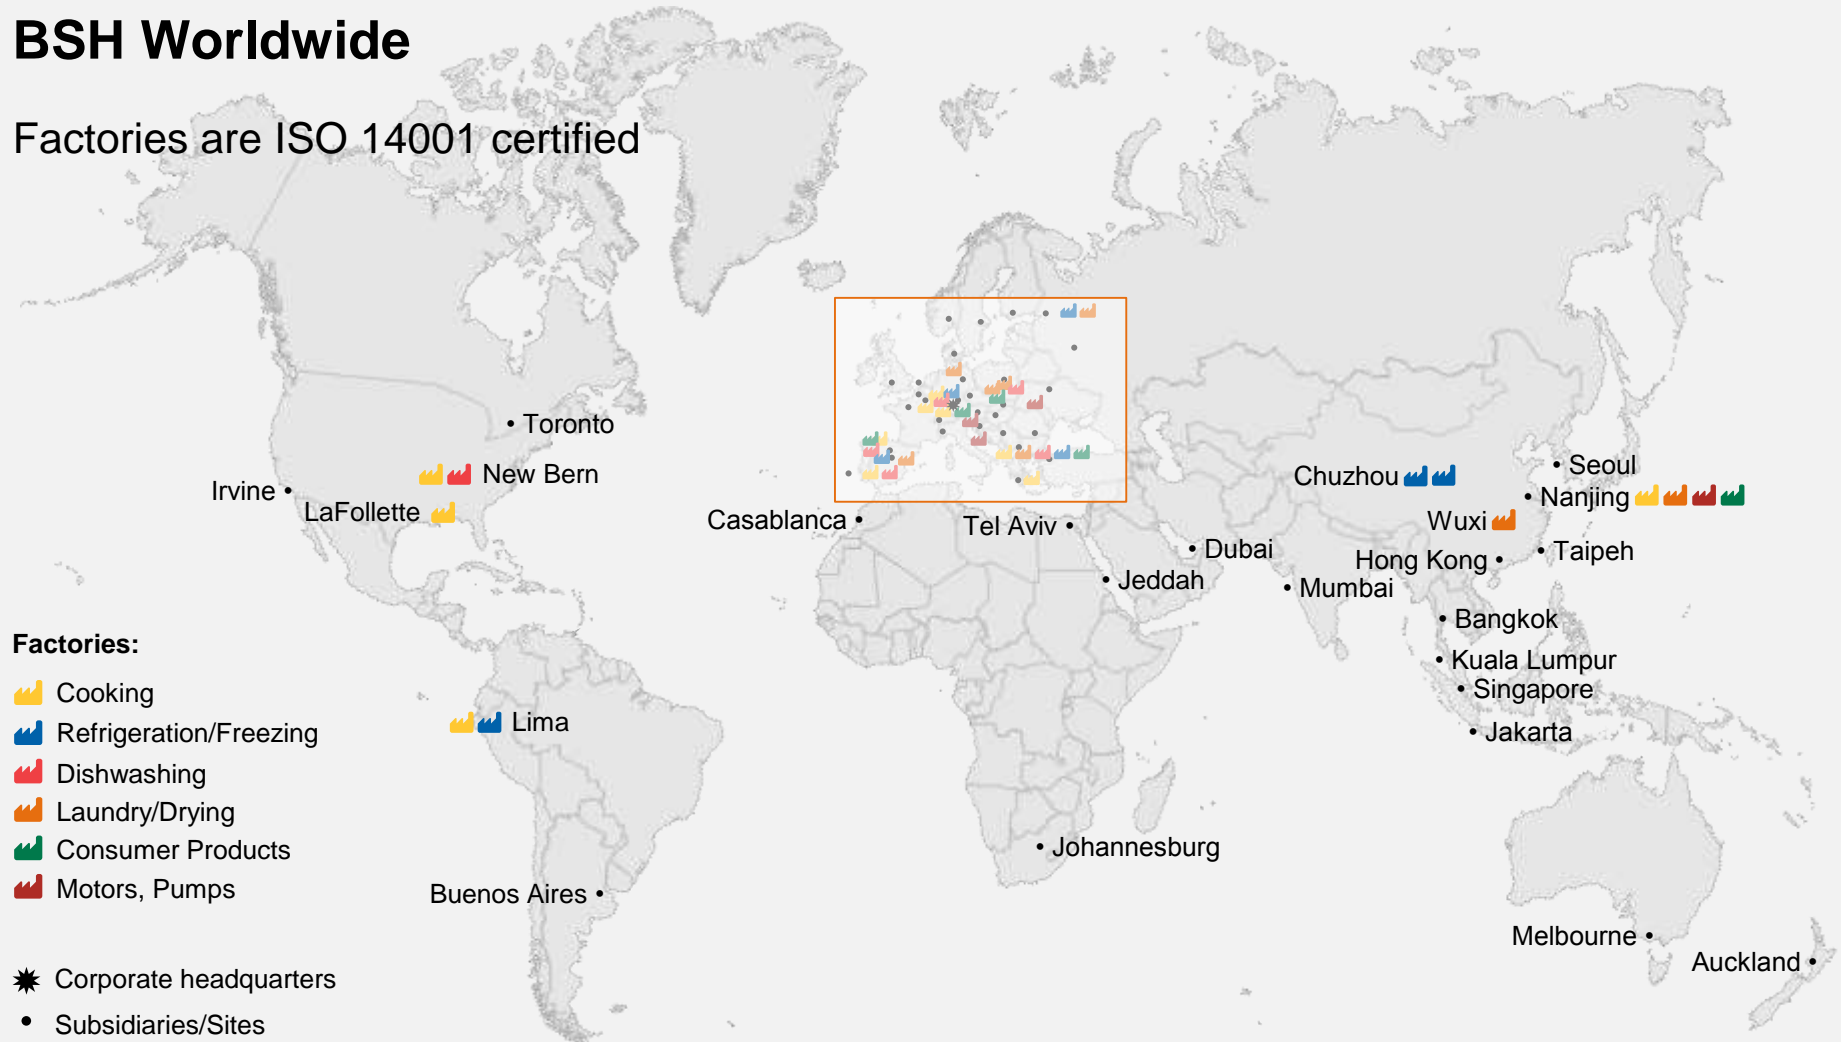 BSH Worldwide
Factories are ISO 14001 certified
Toronto
New Bern
Irvine
LaFollette
Casablanca
Tel Aviv
Dubai
Jeddah
Mumbai
Chuzhou
Seoul
Nanjing
Wuxi
Taipeh
Hong Kong
Bangkok
Kuala Lumpur
Singapore
Jakarta
Lima
Johannesburg
Buenos Aires
Melbourne
Auckland
Factories:
Cooking
Refrigeration/Freezing
Dishwashing
Laundry/Drying
Consumer Products
Motors, Pumps
Corporate headquarters
Subsidiaries/Sites